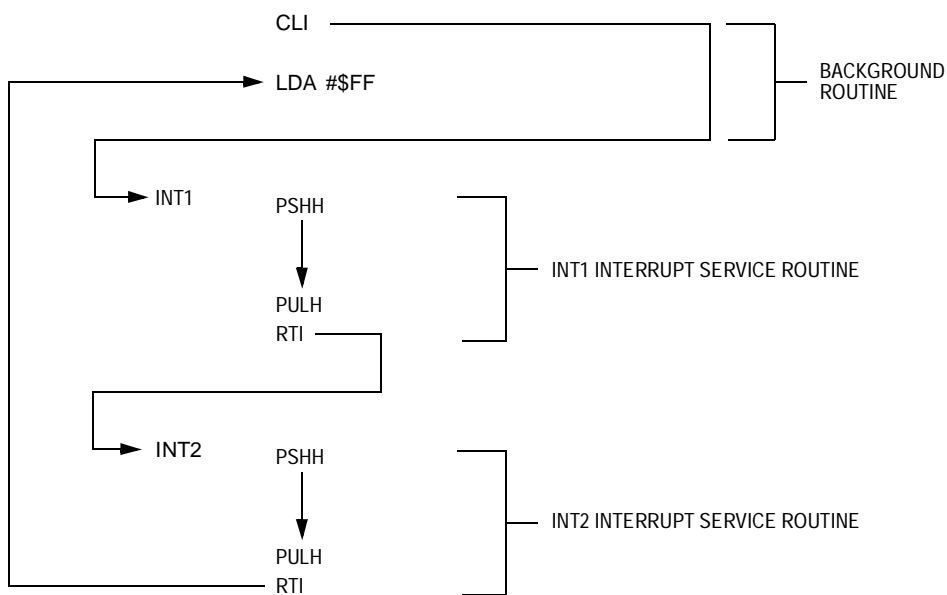 CLI
LDA #$FF
BACKGROUND
ROUTINE
INT1
PSHH
INT1 INTERRUPT SERVICE ROUTINE
PULH
RTI
INT2
PSHH
INT2 INTERRUPT SERVICE ROUTINE
PULH
RTI